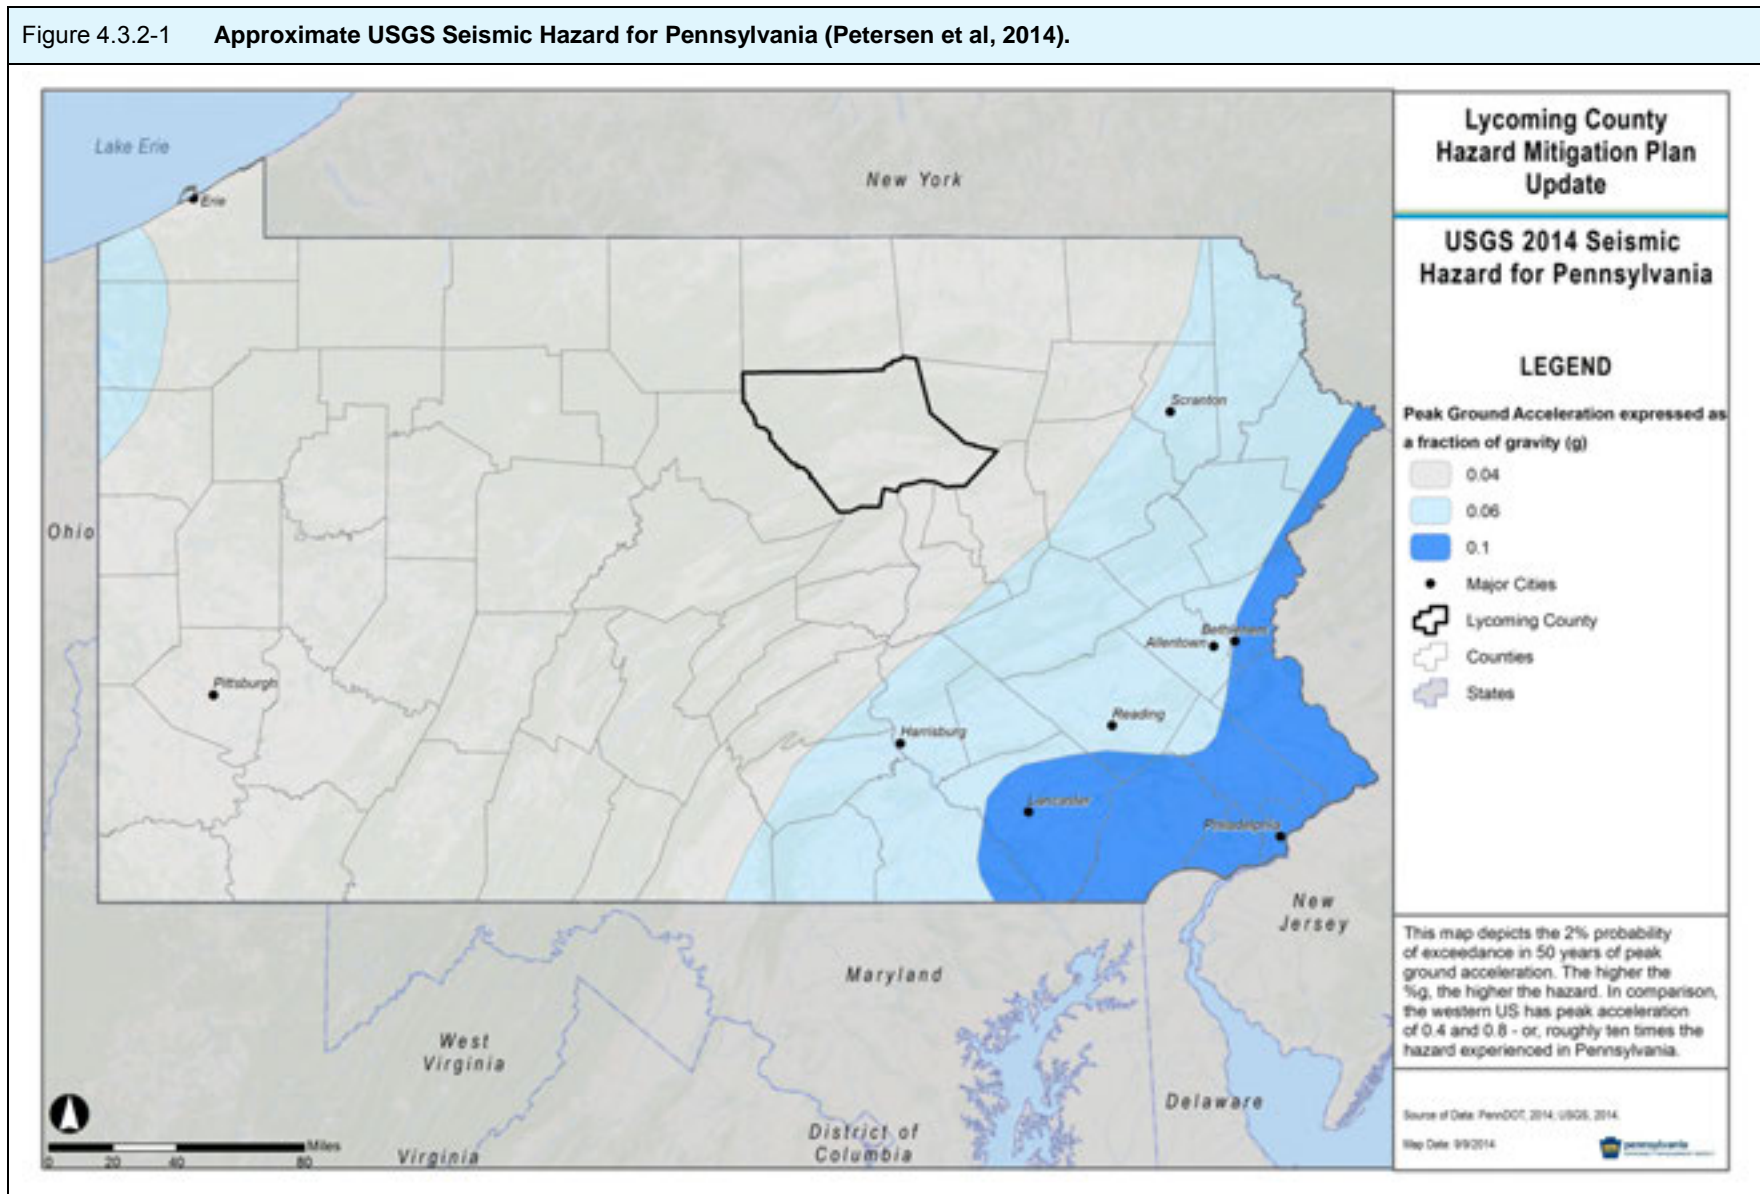 Figure 4.3.2-1 Approximate USGS Seismic Hazard for Pennsylvania (Petersen et al, 2014).
Lake Erie
Erie
New York
Scranton
Ohio
Pittsburgh
Bethlehem
Allentown
Reading
Harrisburg
Lancaster
Philadelphia
New
Jersey
Maryland
West
Virginia
Delaware
District of
Columbia
Virginia
Miles
0 20 40 80
Lycoming County
Hazard Mitigation Plan
Update
USGS 2014 Seismic
Hazard for Pennsylvania
LEGEND
Peak Ground Acceleration expressed as
a fraction of gravity (g)
0.04
0.06
0.1
Major Cities
Lycoming County
Counties
States
This map depicts the 2% probability
of exceedance in 50 years of peak
ground acceleration. The higher the
%g, the higher the hazard. In comparison,
the western US has peak acceleration
of 0.4 and 0.8 - or, roughly ten times the
hazard experienced in Pennsylvania.
Source of Data: PennDOT, 2014; USGS, 2014.
Map Date: 9/9/2014
pennsylvania